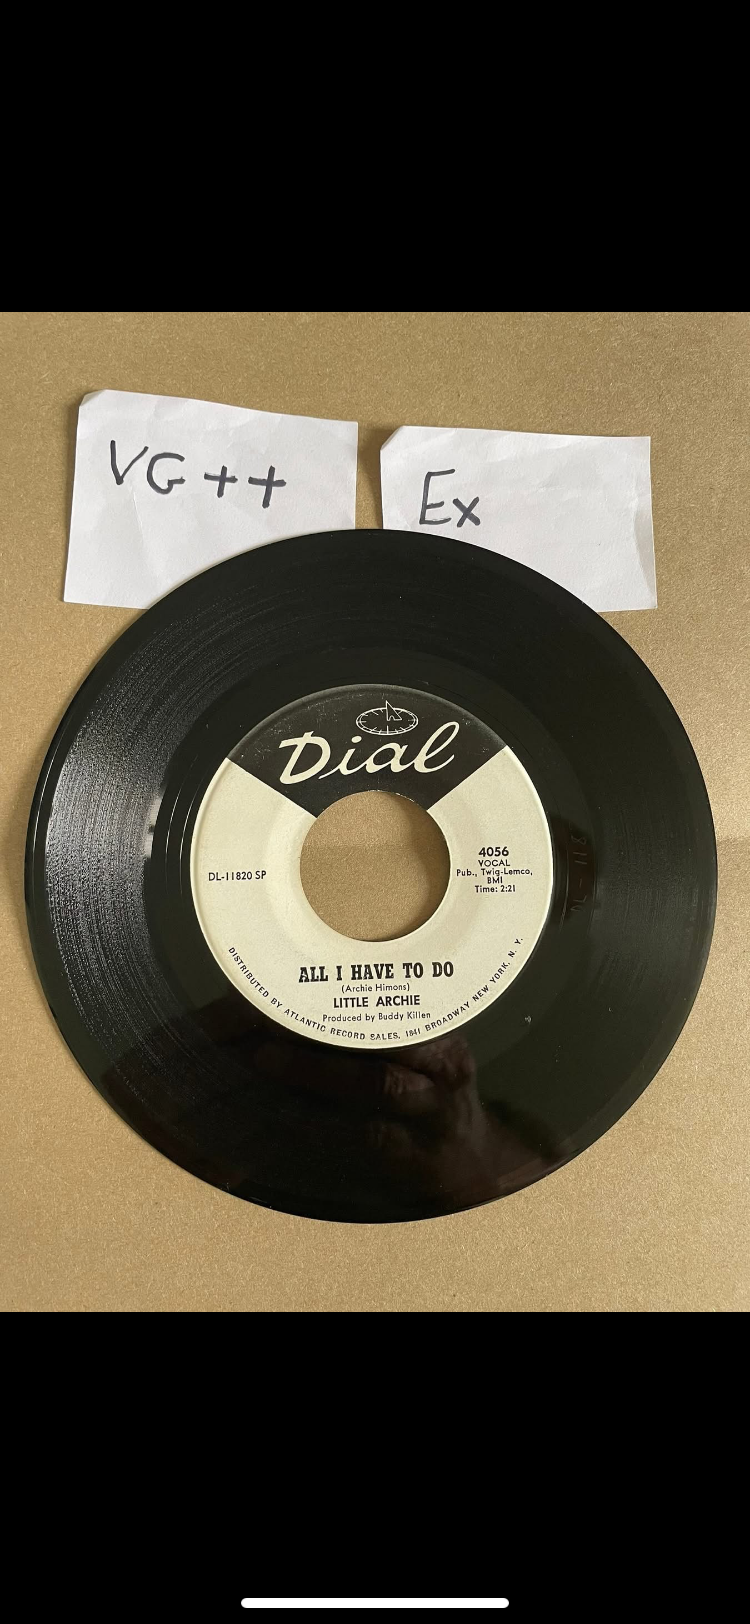 VG++
Ex
Dial
DL-11820 SP
4056
VOCAL
Pub., Twig-Lemco,
BMI
Time: 2:21
ALL I HAVE TO DO
(Archie Himons)
LITTLE ARCHIE
Produced by Buddy Killen
DISTRIBUTED BY ATLANTIC RECORD SALES, 1841 BROADWAY NEW YORK, N. Y.